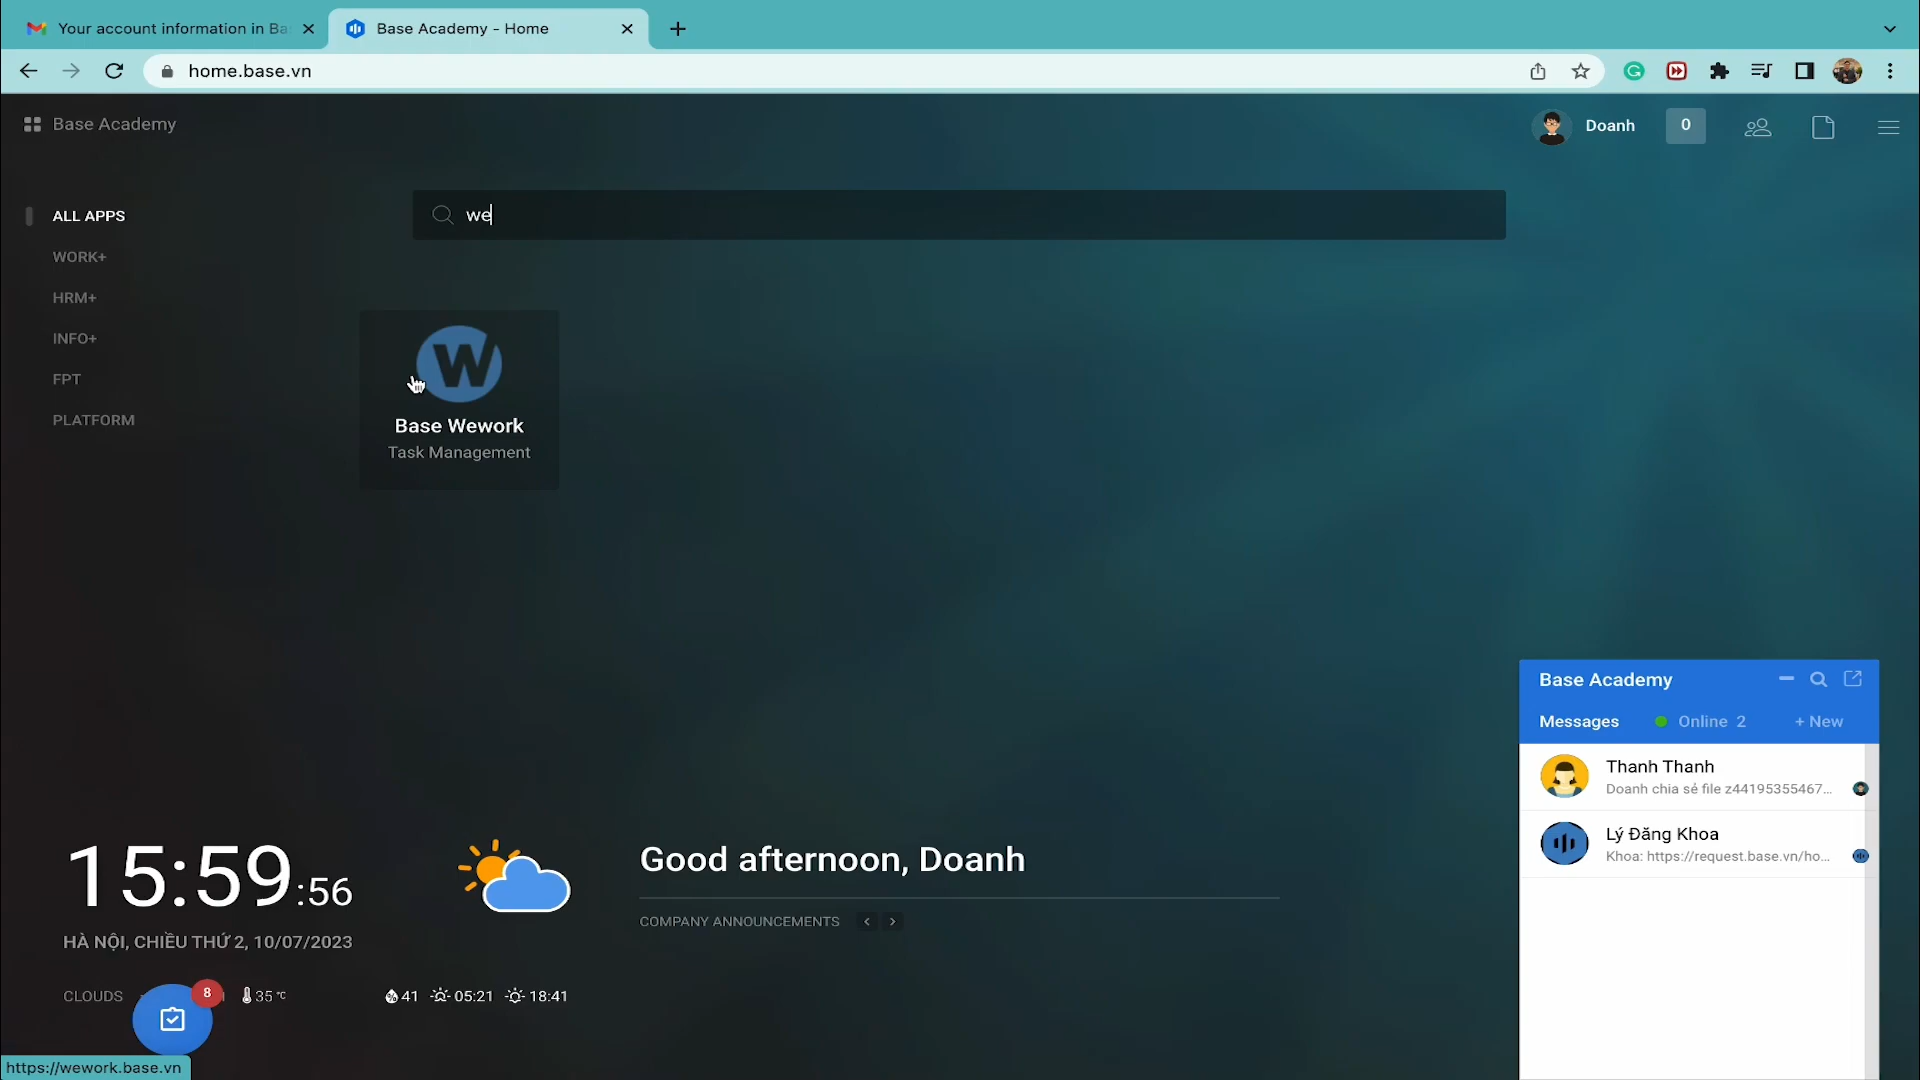 Your account information in Ba
Base Academy - Home
home.base.vn
Base Academy
Doanh
0
ALL APPS
WORK+
HRM+
INFO+
FPT
PLATFORM
we
W
Base Wework
Task Management
Base Academy
Messages
Online 2
+ New
Thanh Thanh
Doanh chia sẻ file z44195355467...
Lý Đăng Khoa
Khoa: https://request.base.vn/ho...
15:59:56
HÀ NỘI, CHIỀU THỨ 2, 10/07/2023
Good afternoon, Doanh
COMPANY ANNOUNCEMENTS
CLOUDS
8
35 °C
41
05:21
18:41
https://wework.base.vn